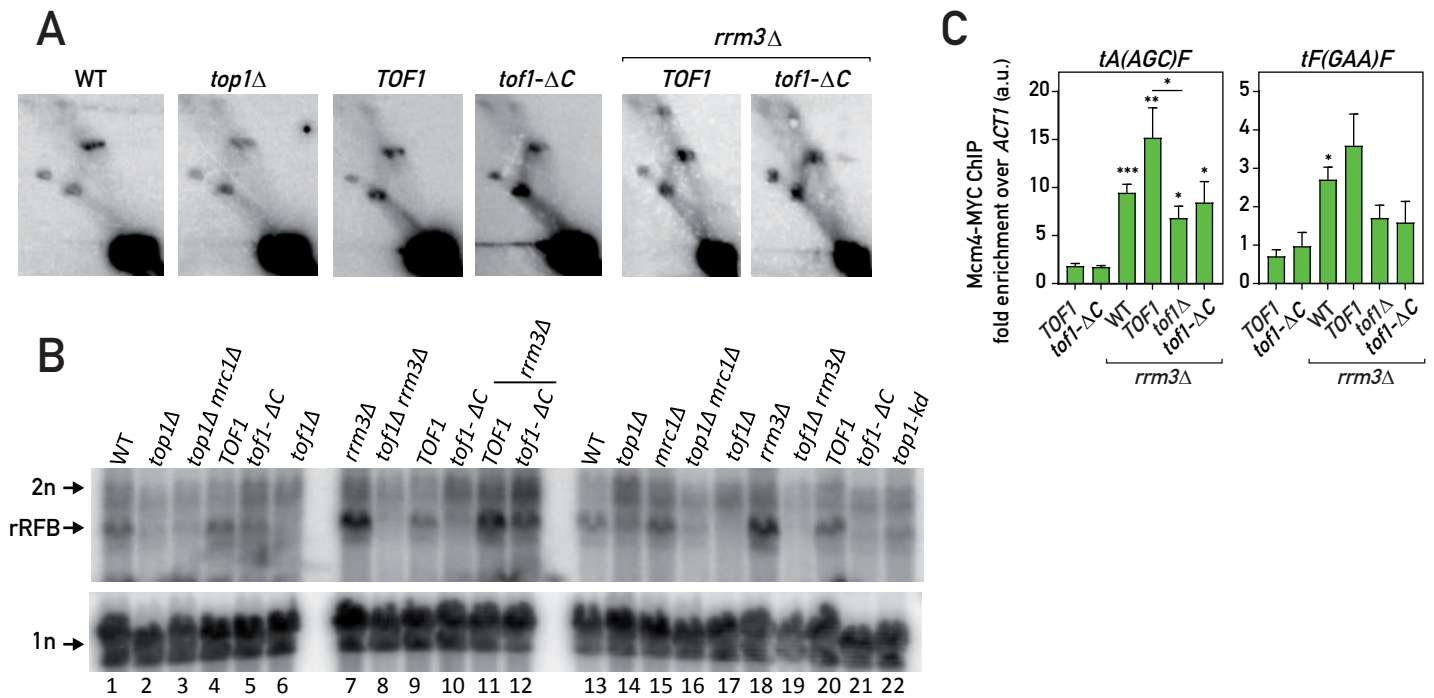 A
rrm3Δ
WT top1Δ TOF1 tof1-ΔC TOF1 tof1-ΔC
B
rrm3Δ
WT top1Δ top1Δ mrc1Δ TOF1 tof1-ΔC tof1Δ rrm3Δ tof1Δ rrm3Δ TOF1 tof1-ΔC TOF1 tof1-ΔC WT top1Δ mrc1Δ top1Δ mrc1Δ tof1Δ rrm3Δ tof1Δ rrm3Δ TOF1 tof1-ΔC top1-kd
2n
rRFB
1n
1 2 3 4 5 6 7 8 9 10 11 12 13 14 15 16 17 18 19 20 21 22
C
tA(AGC)F tF(GAA)F
Mcm4-MYC ChIP
fold enrichment over ACT1 (a.u.)
20
15
10
5
0
*** ** * * *
TOF1 tof1-ΔC WT TOF1 tof1Δ tof1-ΔC
rrm3Δ
5
4
3
2
1
0
*
TOF1 tof1-ΔC WT TOF1 tof1Δ tof1-ΔC
rrm3Δ